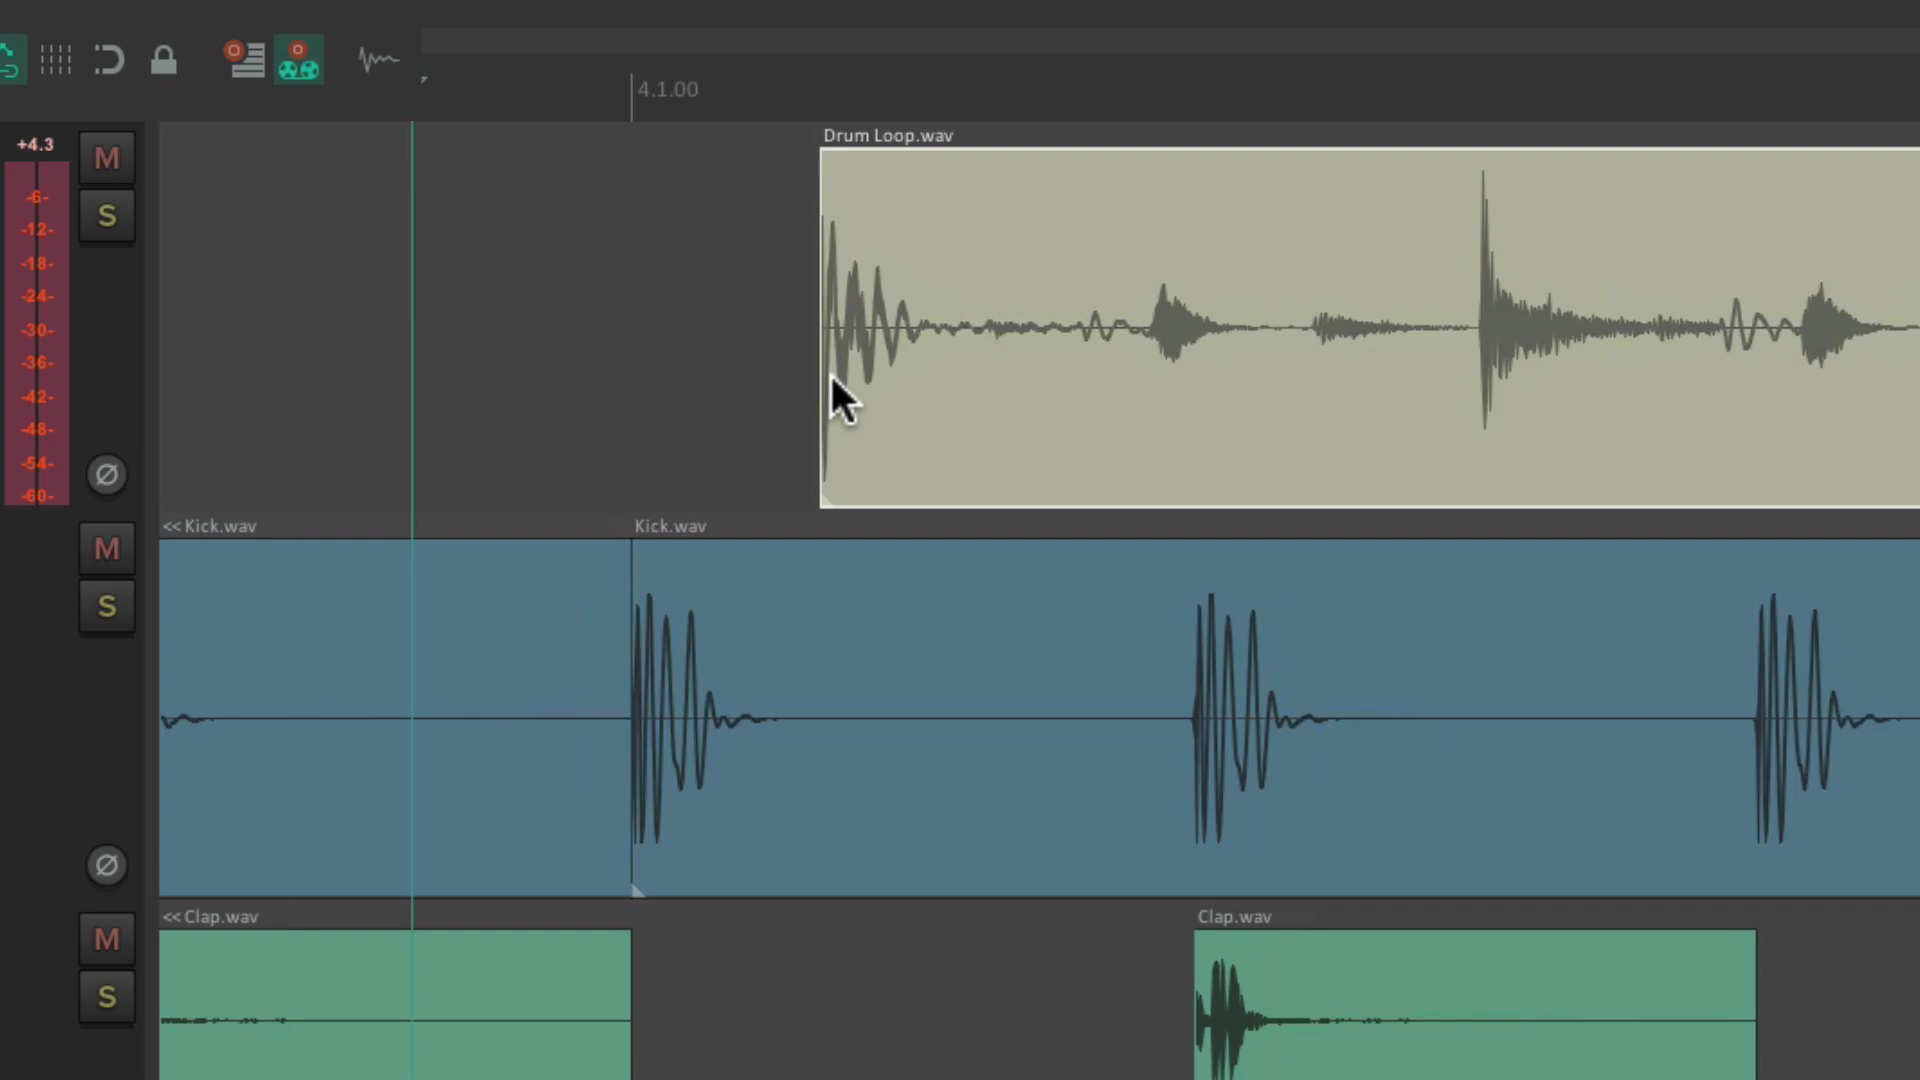 4.1.00
+4.3
M
Drum Loop.wav
-6-
S
-12-
-18-
-24-
-30-
-36-
-42-
-48-
-54-
Ø
-60-
<< Kick.wav
Kick.wav
M
S
Ø
<< Clap.wav
Clap.wav
M
S